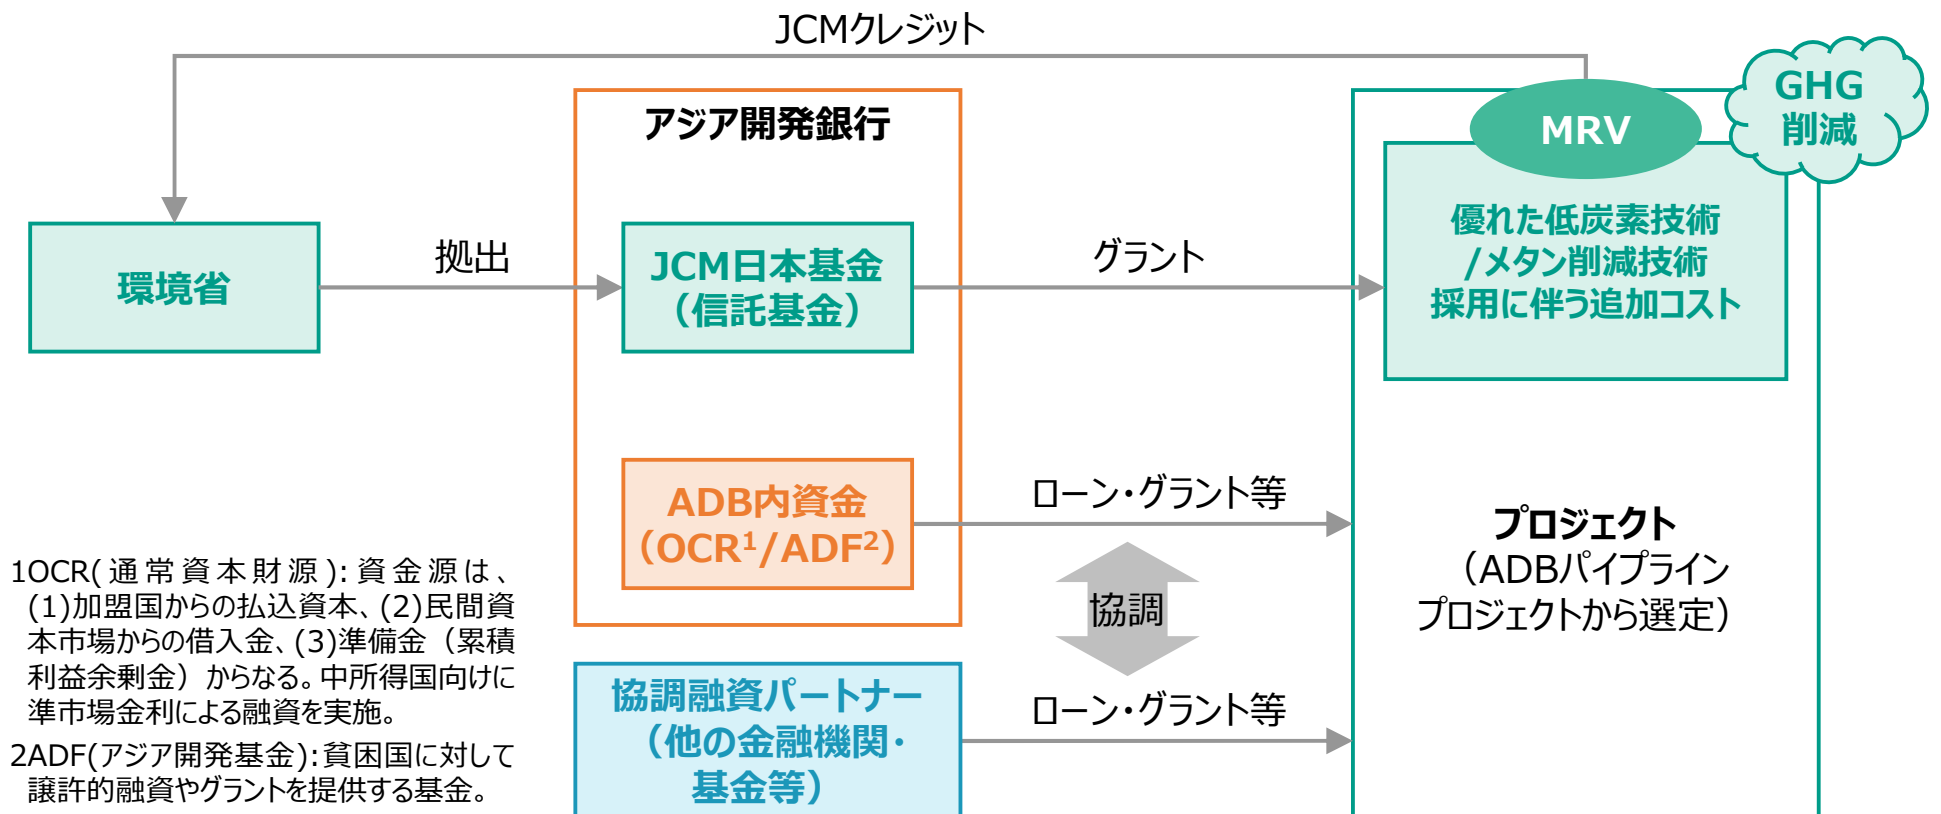 JCMクレジット
アジア開発銀行
MRV
GHG
削減
環境省
拠出
JCM日本基金
(信託基金)
グラント
優れた低炭素技術
/メタン削減技術
採用に伴う追加コスト
ADB内資金
(OCR¹/ADF²)
ローン・グラント等
協調
協調融資パートナー
(他の金融機関・
基金等)
ローン・グラント等
プロジェクト
(ADBパイプライン
プロジェクトから選定)
1OCR(通常資本財源):資金源は、
(1)加盟国からの払込資本、(2)民間資
本市場からの借入金、(3)準備金(累積
利益余剰金)からなる。中所得国向けに
準市場金利による融資を実施。
2ADF(アジア開発基金):貧困国に対して
譲許的融資やグラントを提供する基金。